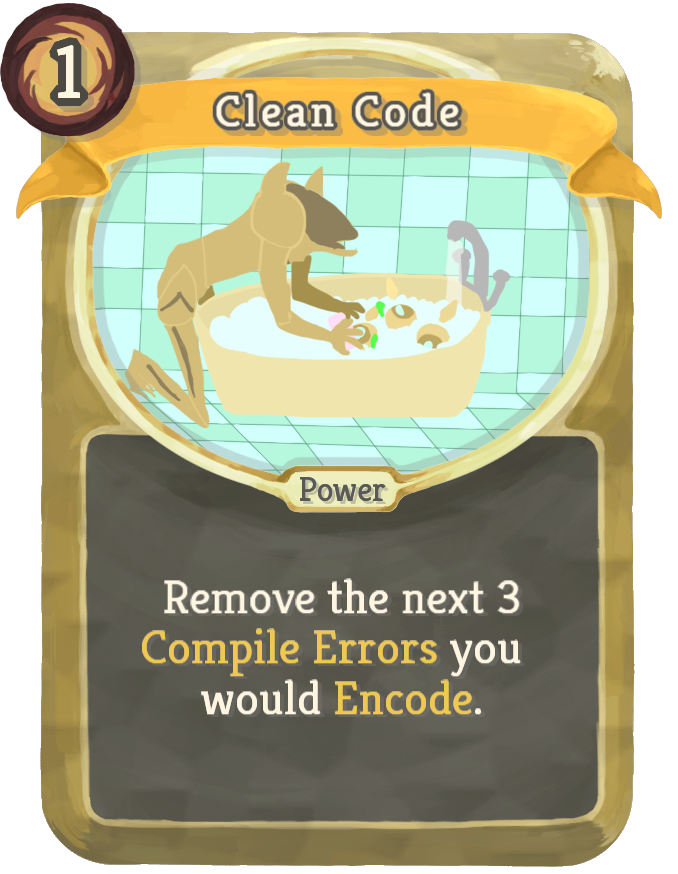 1
Clean Code
Power
Remove the next 3
Compile Errors you
would Encode.